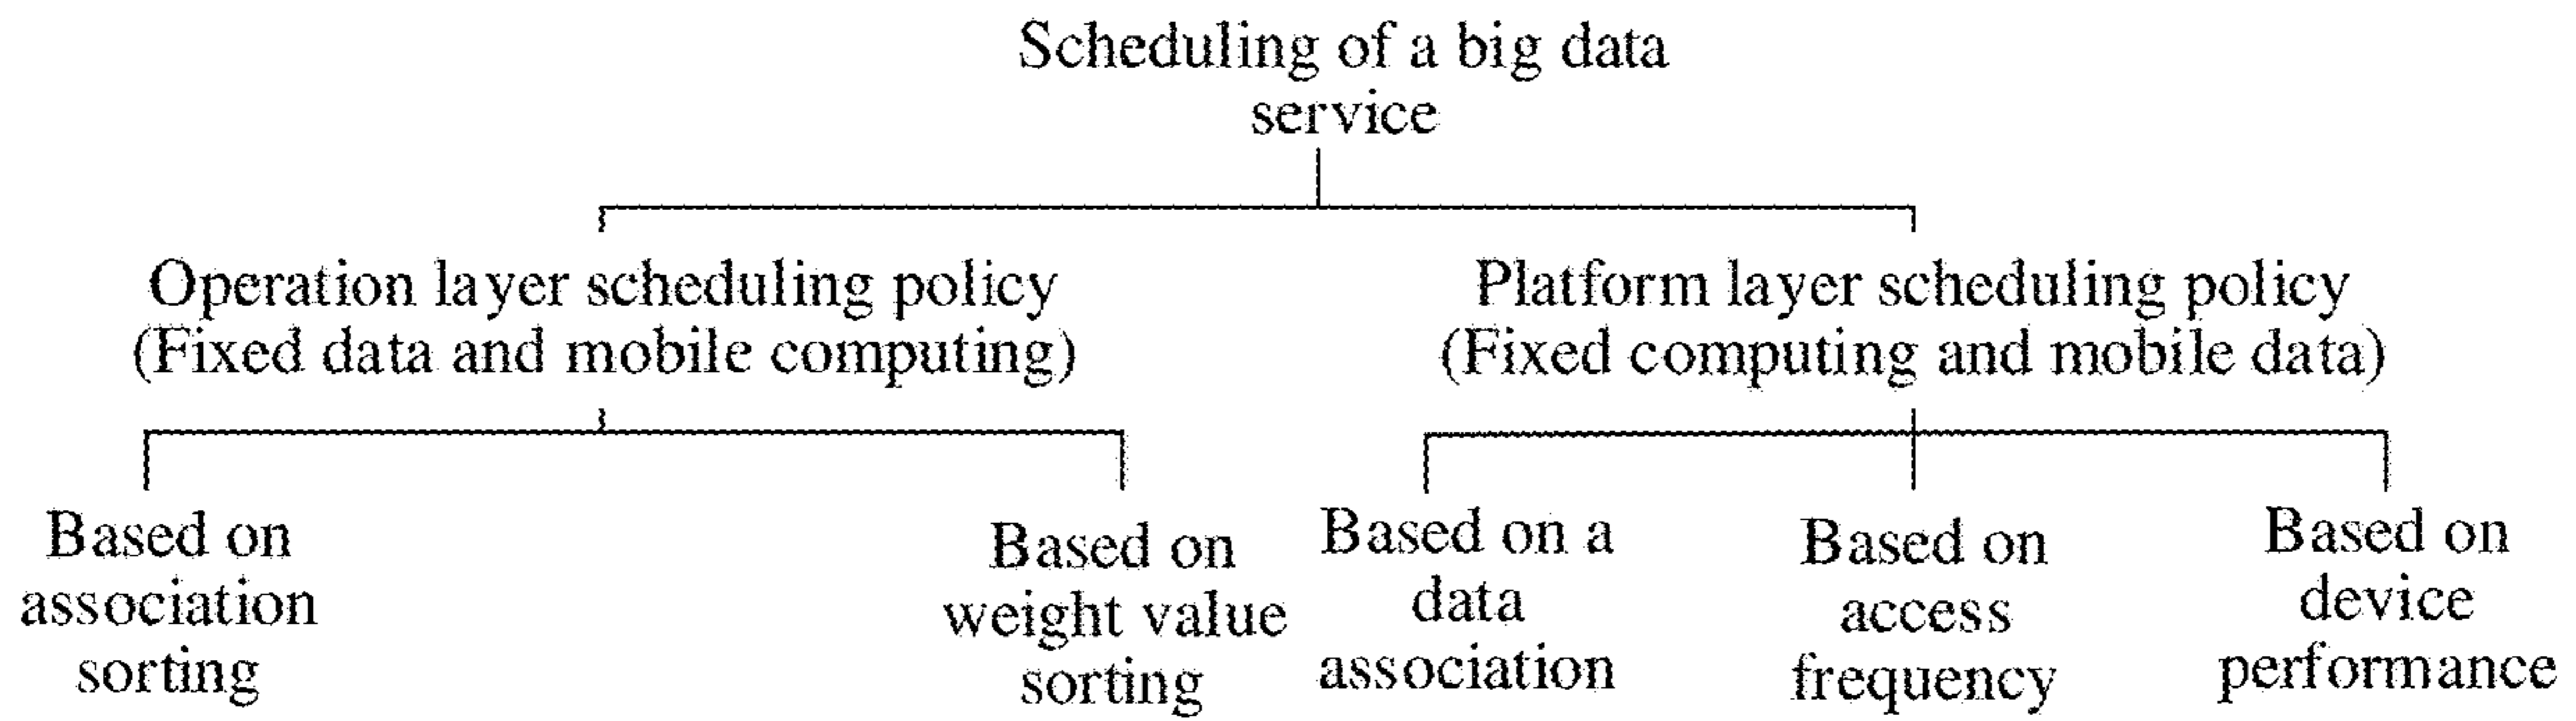 Scheduling of a big data
service
Operation layer scheduling policy
(Fixed data and mobile computing)
Platform layer scheduling policy
(Fixed computing and mobile data)
Based on
association
sorting
Based on
weight value
sorting
Based on a
data
association
Based on
access
frequency
Based on
device
performance